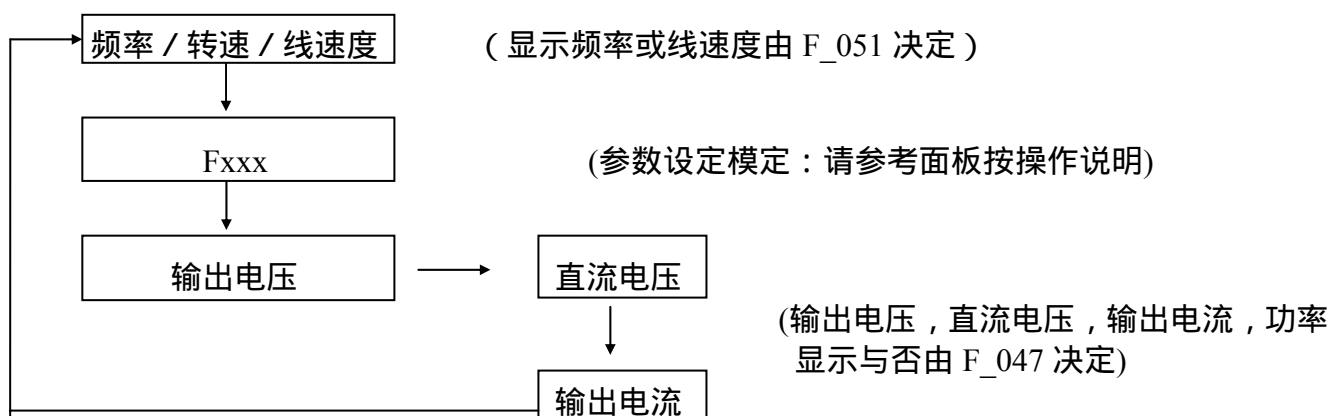 频率／转速／线速度 （显示频率或线速度由 F_051 决定）
Fxxx (参数设定模定：请参考面板按操作说明)
输出电压 直流电压
(输出电压，直流电压，输出电流，功率
显示与否由 F_047 决定)
输出电流